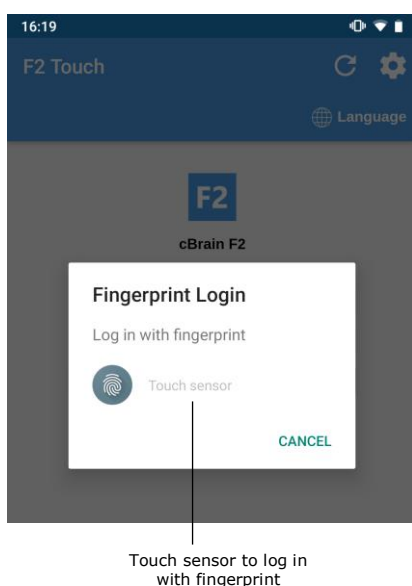 16:19
F2 Touch
Language
F2
cBrain F2
Fingerprint Login
Log in with fingerprint
Touch sensor
CANCEL
Touch sensor to log in
with fingerprint